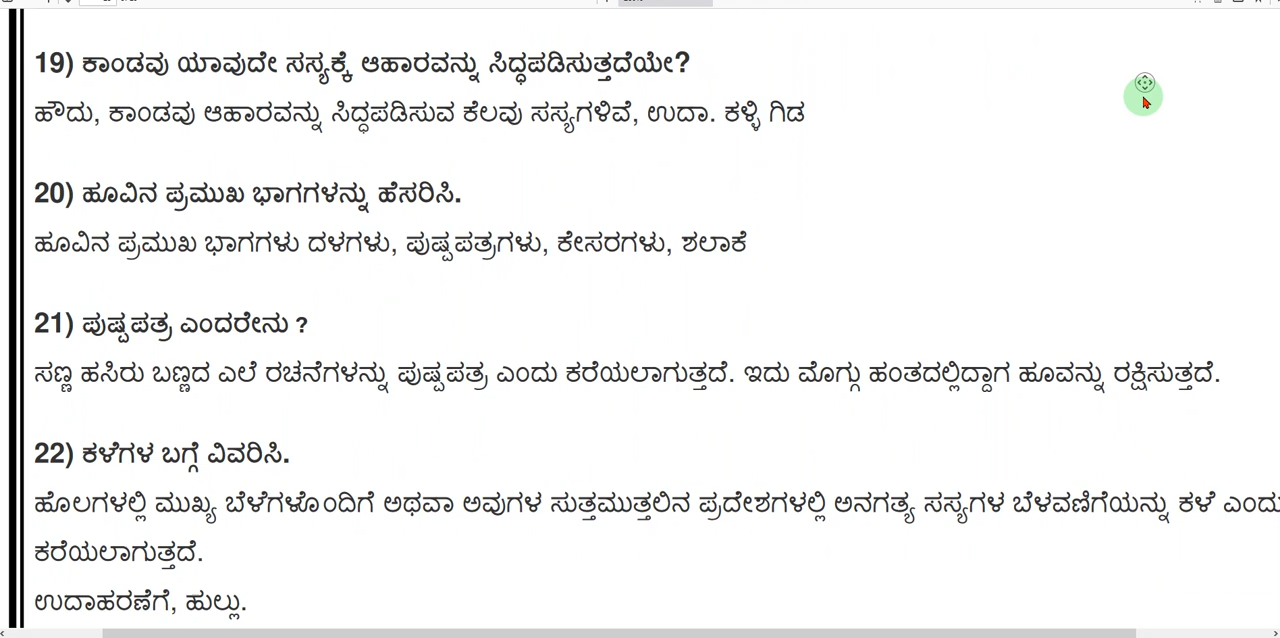 19) ಕಾಂಡವು ಯಾವುದೇ ಸಸ್ಯಕ್ಕೆ ಆಹಾರವನ್ನು ಸಿದ್ಧಪಡಿಸುತ್ತದೆಯೇ?
ಹೌದು, ಕಾಂಡವು ಆಹಾರವನ್ನು ಸಿದ್ಧಪಡಿಸುವ ಕೆಲವು ಸಸ್ಯಗಳಿವೆ, ಉದಾ. ಕಳ್ಳಿ ಗಿಡ
20) ಹೂವಿನ ಪ್ರಮುಖ ಭಾಗಗಳನ್ನು ಹೆಸರಿಸಿ.
ಹೂವಿನ ಪ್ರಮುಖ ಭಾಗಗಳು ದಳಗಳು, ಪುಷ್ಪಪತ್ರಗಳು, ಕೇಸರಗಳು, ಶಲಾಕೆ
21) ಪುಷ್ಪಪತ್ರ ಎಂದರೇನು ?
ಸಣ್ಣ ಹಸಿರು ಬಣ್ಣದ ಎಲೆ ರಚನೆಗಳನ್ನು ಪುಷ್ಪಪತ್ರ ಎಂದು ಕರೆಯಲಾಗುತ್ತದೆ. ಇದು ಮೊಗ್ಗು ಹಂತದಲ್ಲಿದ್ದಾಗ ಹೂವನ್ನು ರಕ್ಷಿಸುತ್ತದೆ.
22) ಕಳೆಗಳ ಬಗ್ಗೆ ವಿವರಿಸಿ.
ಹೊಲಗಳಲ್ಲಿ ಮುಖ್ಯ ಬೆಳೆಗಳೊಂದಿಗೆ ಅಥವಾ ಅವುಗಳ ಸುತ್ತಮುತ್ತಲಿನ ಪ್ರದೇಶಗಳಲ್ಲಿ ಅನಗತ್ಯ ಸಸ್ಯಗಳ ಬೆಳವಣಿಗೆಯನ್ನು ಕಳೆ ಎಂದು
ಕರೆಯಲಾಗುತ್ತದೆ.
ಉದಾಹರಣೆಗೆ, ಹುಲ್ಲು.